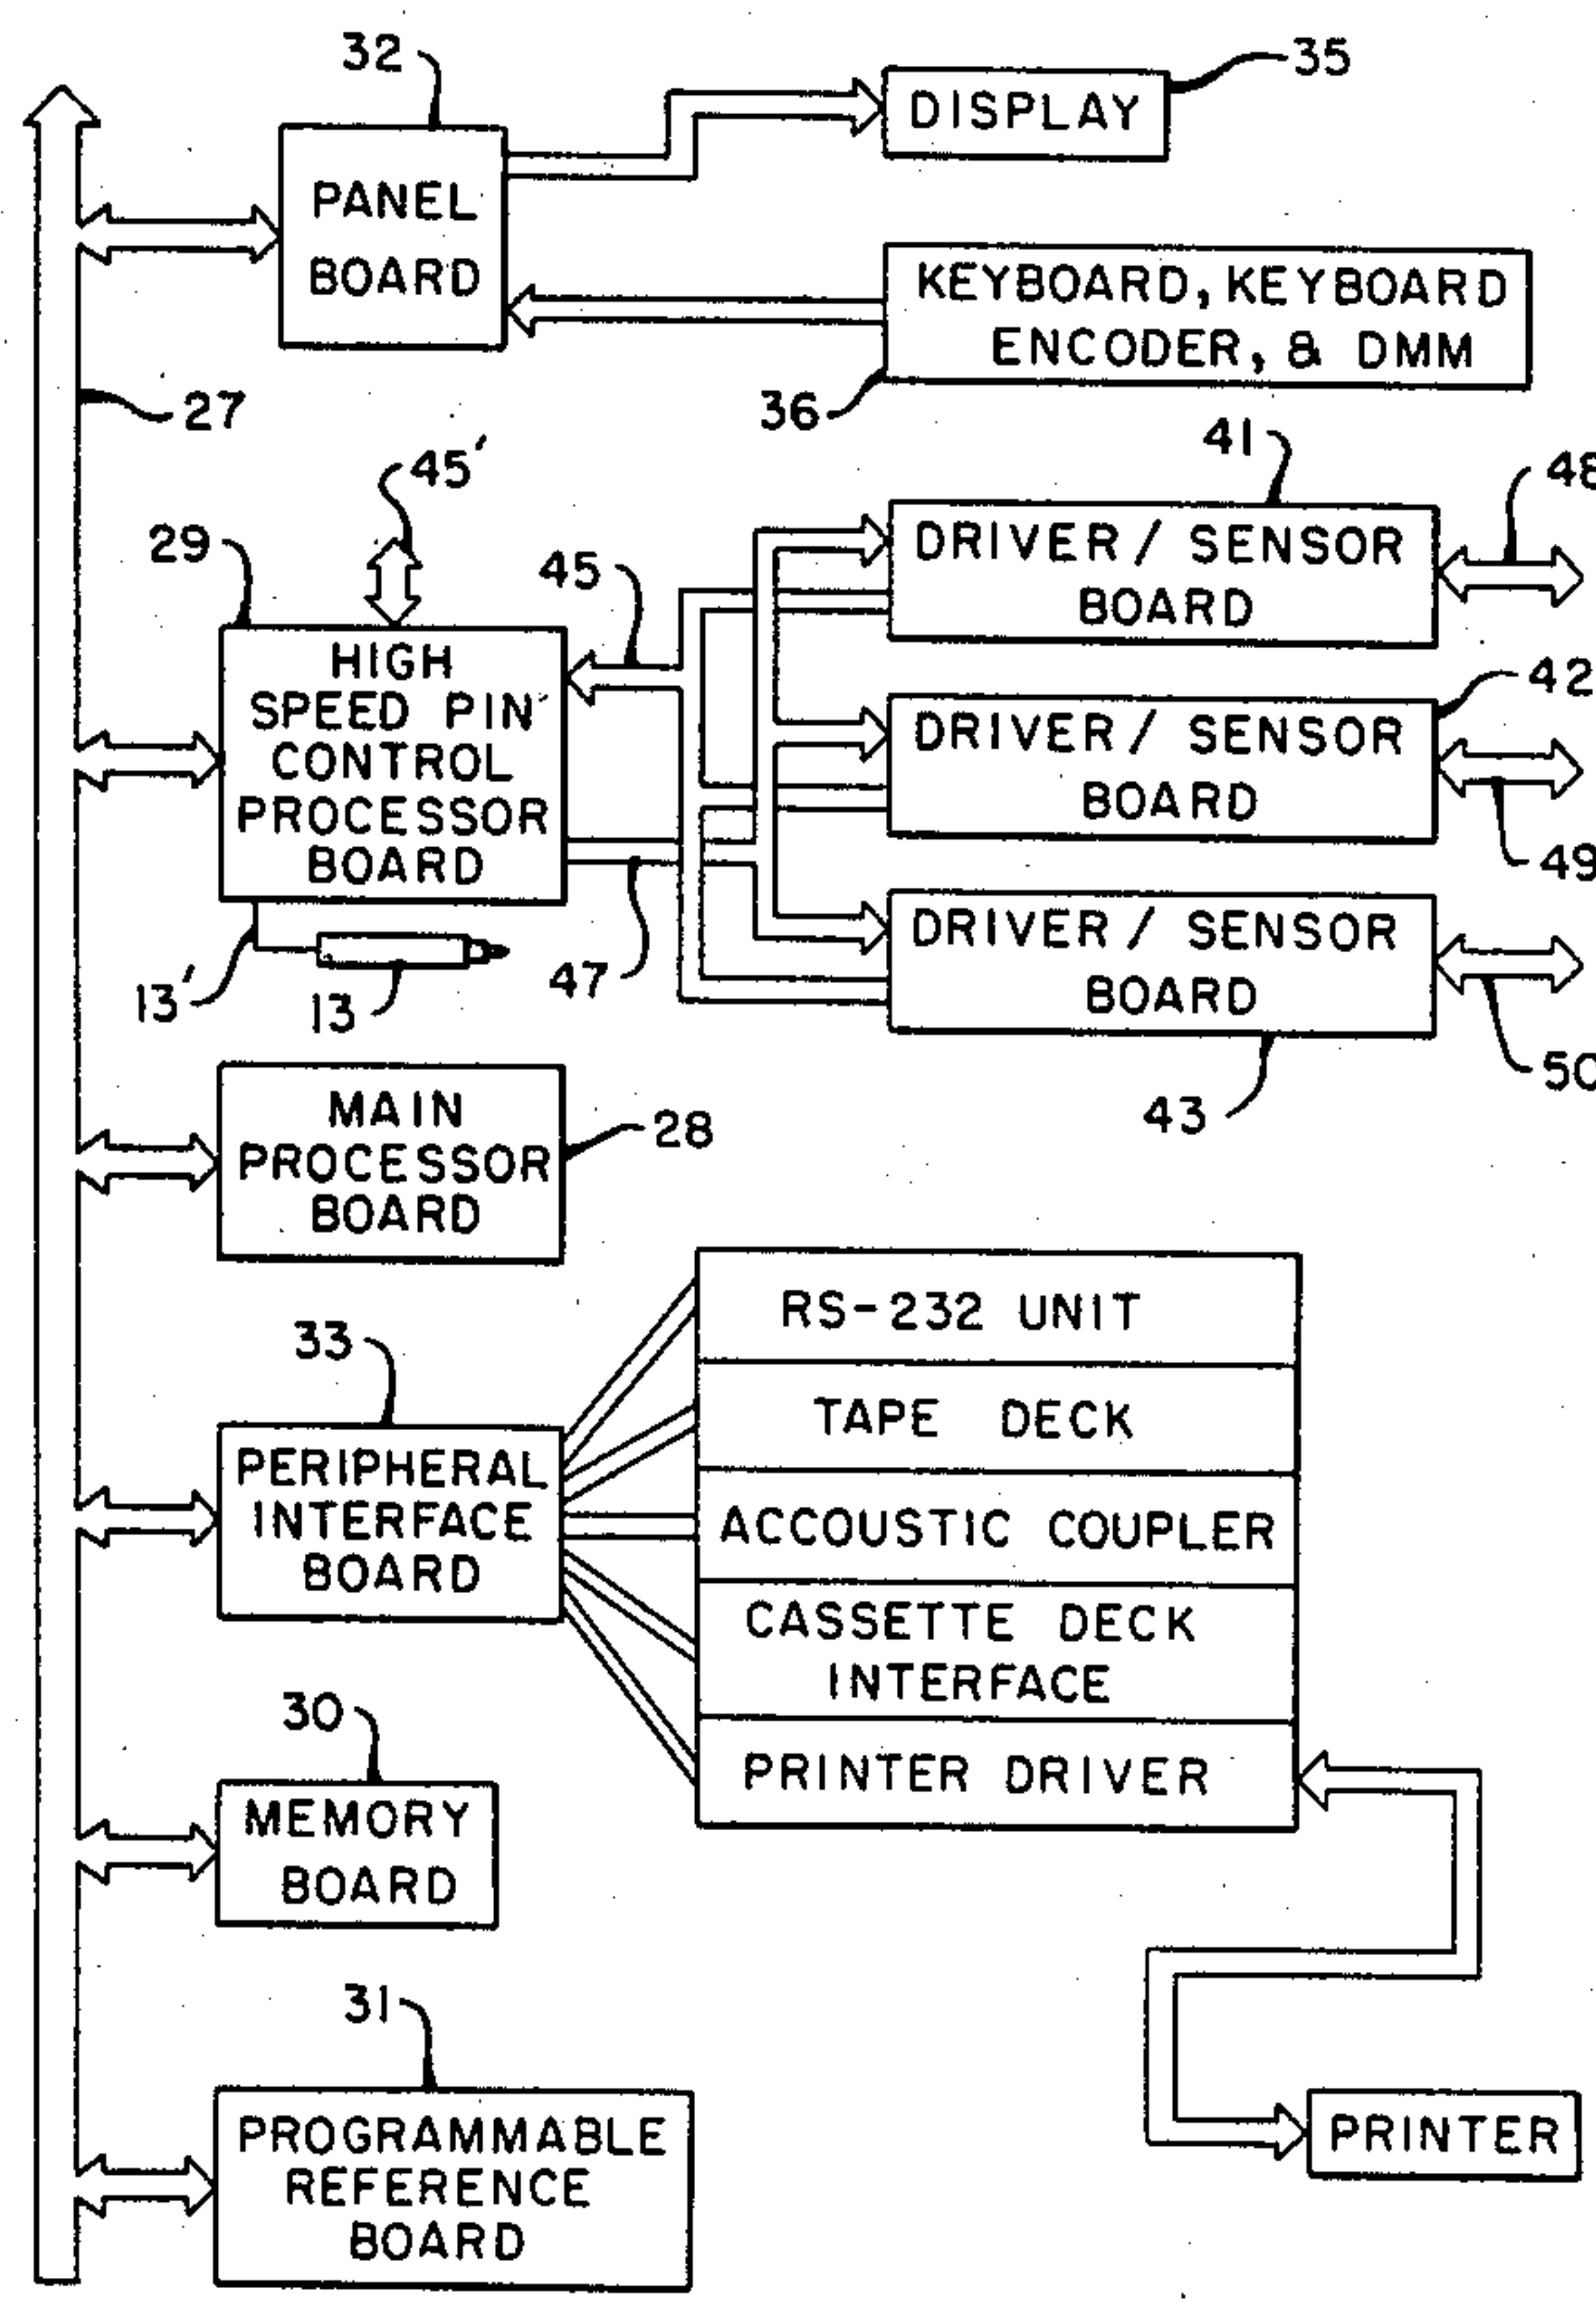 32
35
DISPLAY
PANEL
BOARD
KEYBOARD, KEYBOARD
ENCODER, & DMM
27
36
45'
41
48
29
45
DRIVER / SENSOR
BOARD
HIGH
SPEED PIN
CONTROL
PROCESSOR
BOARD
42
DRIVER / SENSOR
BOARD
49
DRIVER / SENSOR
BOARD
13'
13
47
50
43
MAIN
PROCESSOR
BOARD
28
RS-232 UNIT
33
TAPE DECK
PERIPHERAL
INTERFACE
BOARD
ACCOUSTIC COUPLER
CASSETTE DECK
INTERFACE
30
PRINTER DRIVER
MEMORY
BOARD
31
PROGRAMMABLE
REFERENCE
BOARD
PRINTER